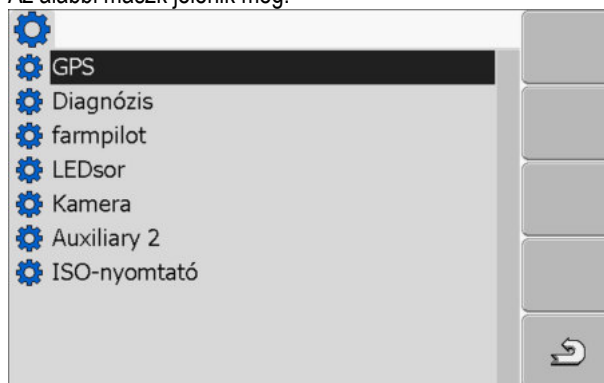 Az alábbi maszk jelenik meg:
GPS
Diagnózis
farmpilot
LEDsor
Kamera
Auxiliary 2
ISO-nyomtató